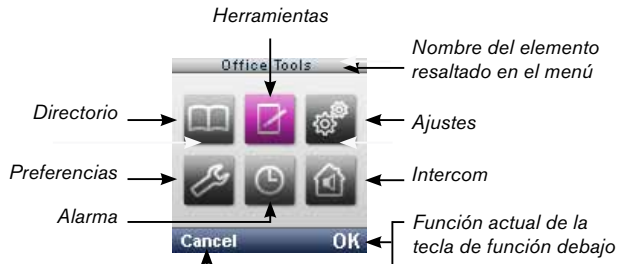 Herramientas
Office Tools
Nombre del elemento
resaltado en el menú
Directorio
Ajustes
Preferencias
Intercom
Alarma
Cancel
OK
Función actual de la
tecla de función debajo